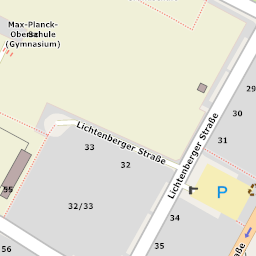 Max-Planck-
Oberschule
(Gymnasium)
29
30
31
Lichtenberger Straße
Lichtenberger Straße
33
32
P
55
32/33
34
35
56